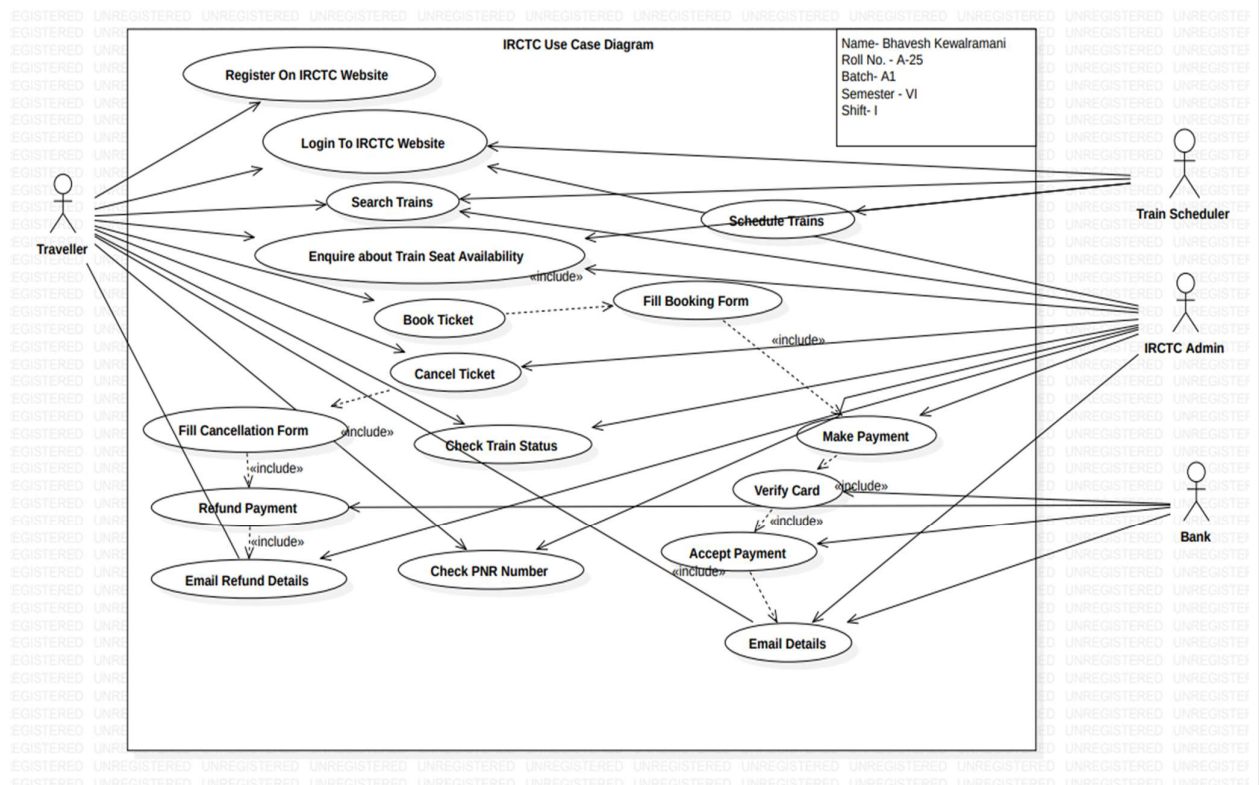 IRCTC Use Case Diagram
Name- Bhavesh Kewalramani
Roll No. - A-25
Batch- A1
Semester - VI
Shift- I
Register On IRCTC Website
Login To IRCTC Website
Search Trains
Schedule Trains
Train Scheduler
Traveller
Enquire about Train Seat Availability
«include»
Fill Booking Form
Book Ticket
«include»
IRCTC Admin
Cancel Ticket
Fill Cancellation Form
«include»
Check Train Status
Make Payment
«include»
Refund Payment
Verify Card
«include»
«include»
Bank
«include»
Accept Payment
Email Refund Details
Check PNR Number
«include»
Email Details
UNREGISTERED